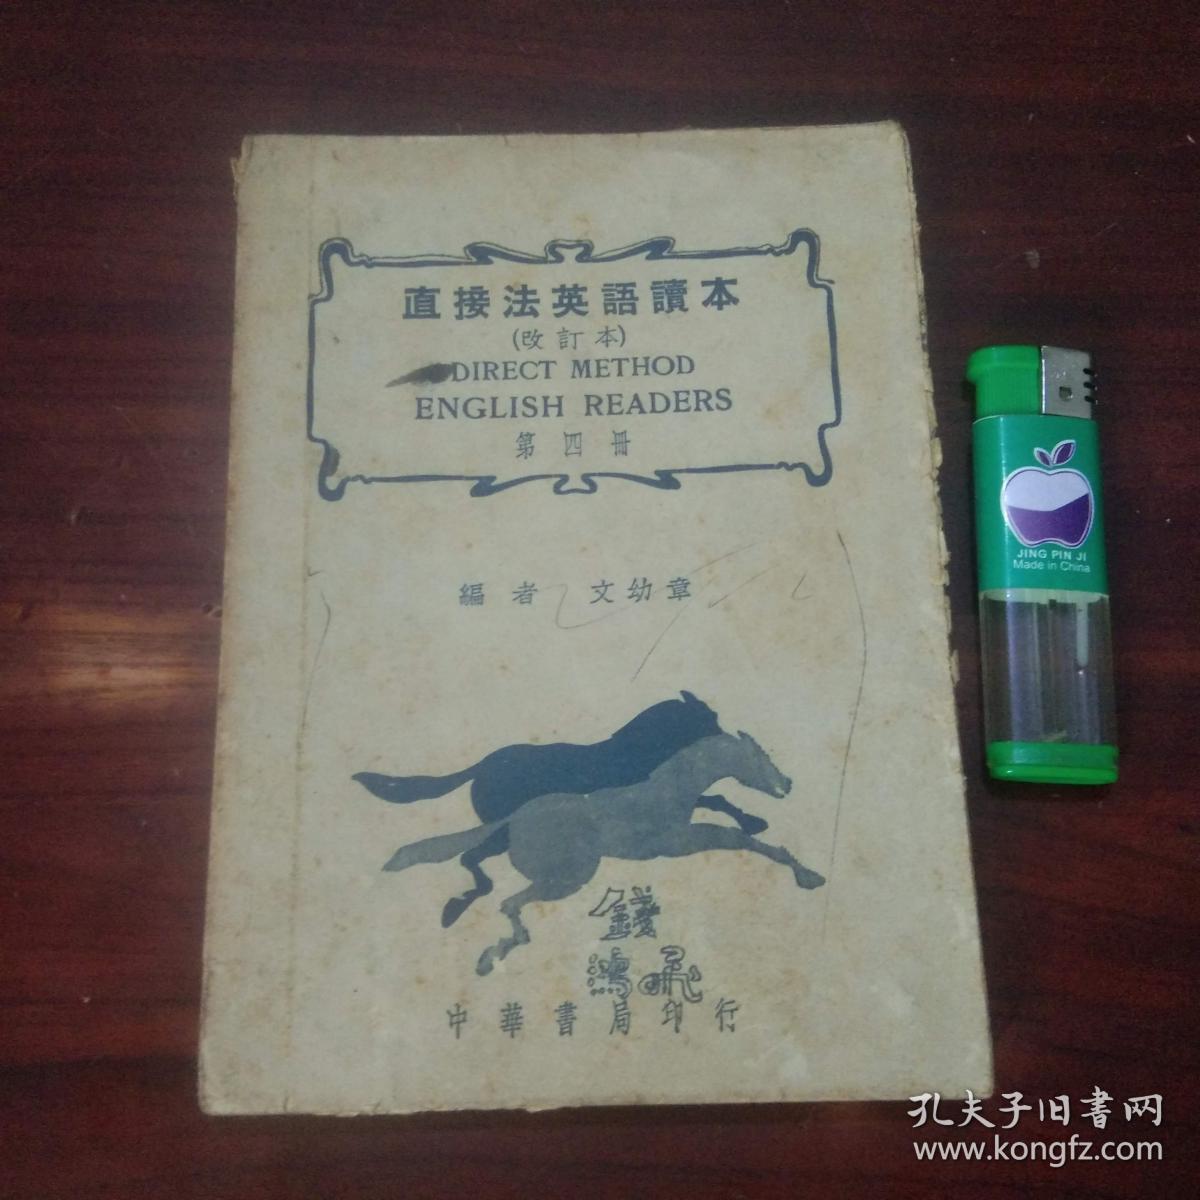 直接法英語讀本
(改訂本)
DIRECT METHOD
ENGLISH READERS
第四冊
編者 文幼章
錢
鴻飛
中華書局印行
JING PIN JI
Made in China
孔夫子旧書网
www.kongfz.com